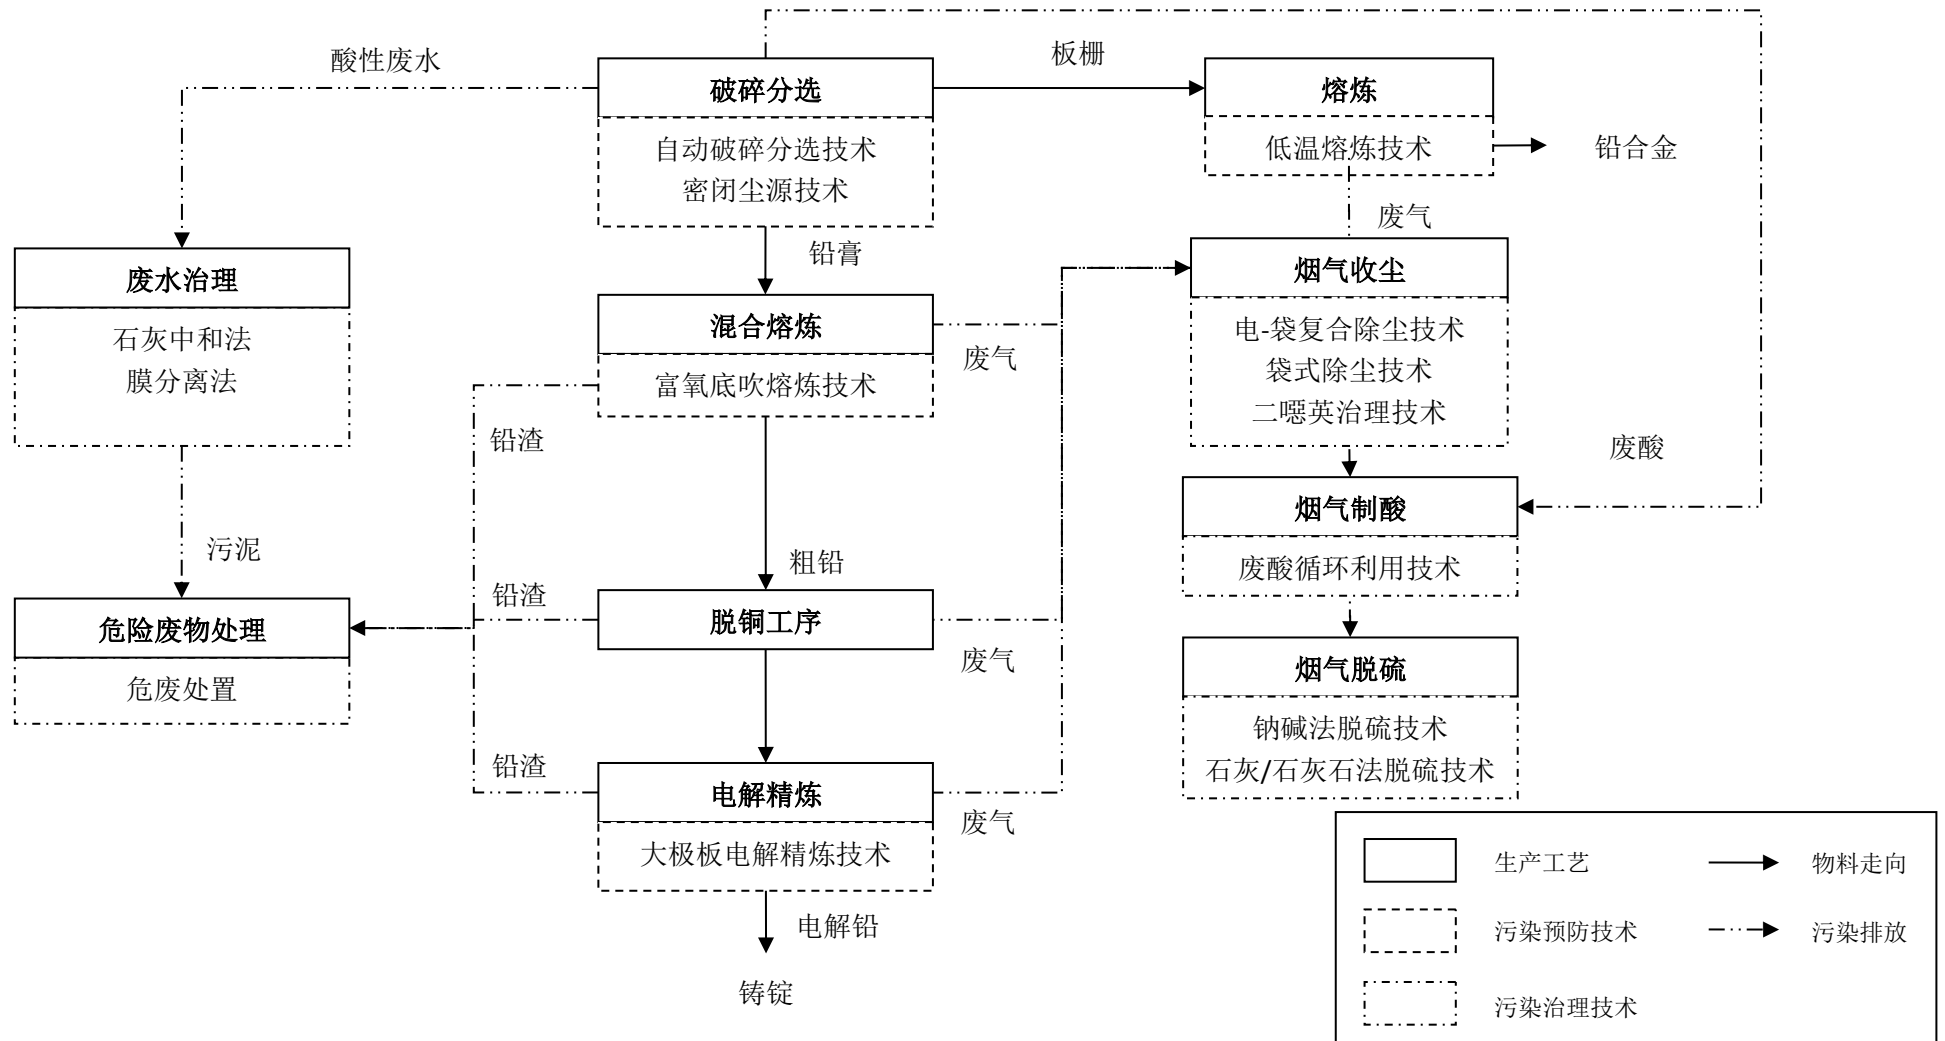 酸性废水
板栅
破碎分选
熔炼
自动破碎分选技术
密闭尘源技术
低温熔炼技术
铅合金
废气
铅膏
废水治理
石灰中和法
膜分离法
烟气收尘
电-袋复合除尘技术
袋式除尘技术
二噁英治理技术
混合熔炼
富氧底吹熔炼技术
废气
铅渣
废酸
烟气制酸
废酸循环利用技术
污泥
粗铅
铅渣
危险废物处理
危废处置
脱铜工序
废气
烟气脱硫
钠碱法脱硫技术
石灰/石灰石法脱硫技术
铅渣
电解精炼
大极板电解精炼技术
废气
电解铅
铸锭
生产工艺
物料走向
污染预防技术
污染排放
污染治理技术